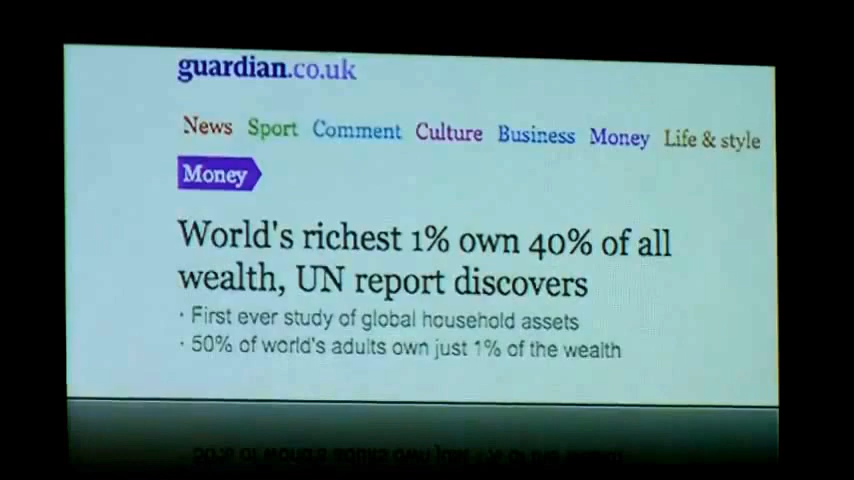 guardian.co.uk
News Sport Comment Culture Business Money Life & style
Money
World's richest 1% own 40% of all
wealth, UN report discovers
· First ever study of global household assets
· 50% of world's adults own just 1% of the wealth